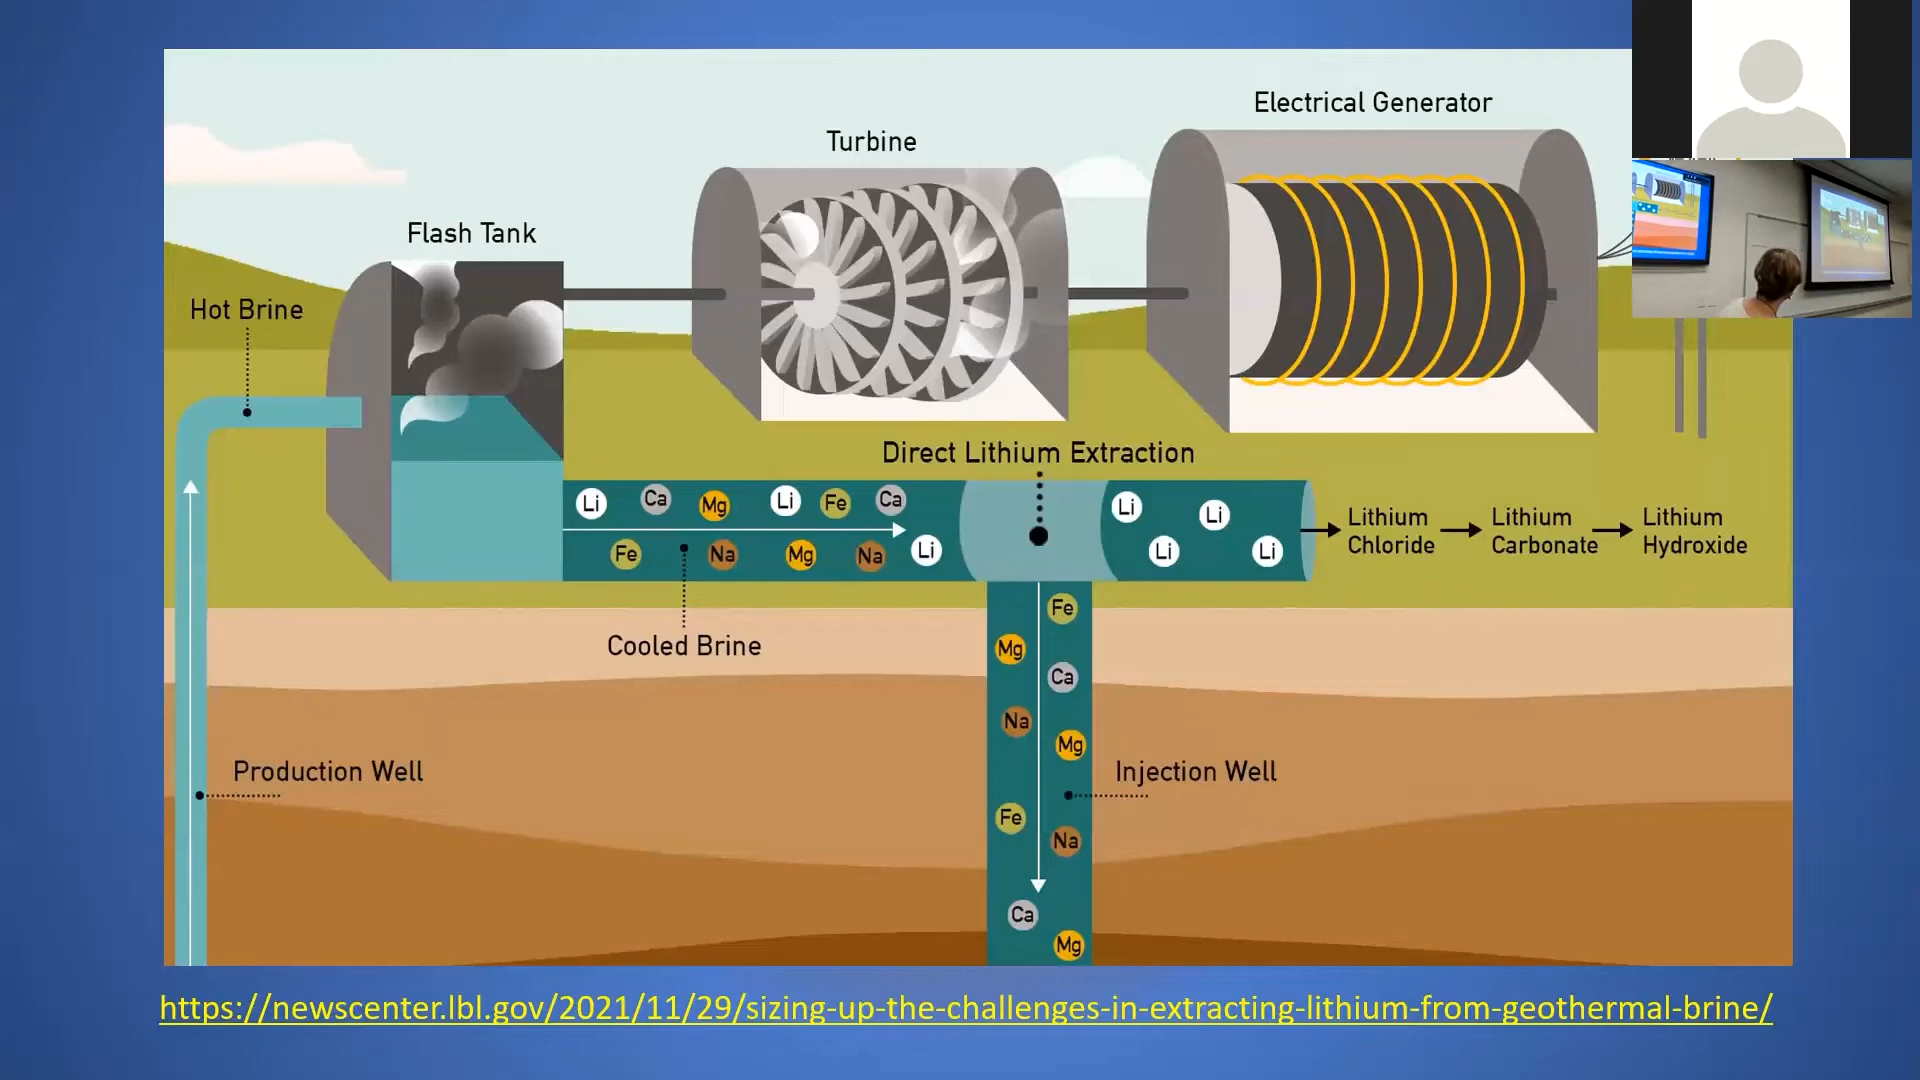 Electrical Generator
Turbine
Flash Tank
Hot Brine
Direct Lithium Extraction
Li Ca Mg Li Fe Ca
Fe Na Mg Na Li
Li Li
Li Li
Lithium
Chloride
Lithium
Carbonate
Lithium
Hydroxide
Cooled Brine
Fe
Mg
Ca
Na
Mg
Production Well
Injection Well
Fe
Na
Ca
Mg
https://newscenter.lbl.gov/2021/11/29/sizing-up-the-challenges-in-extracting-lithium-from-geothermal-brine/